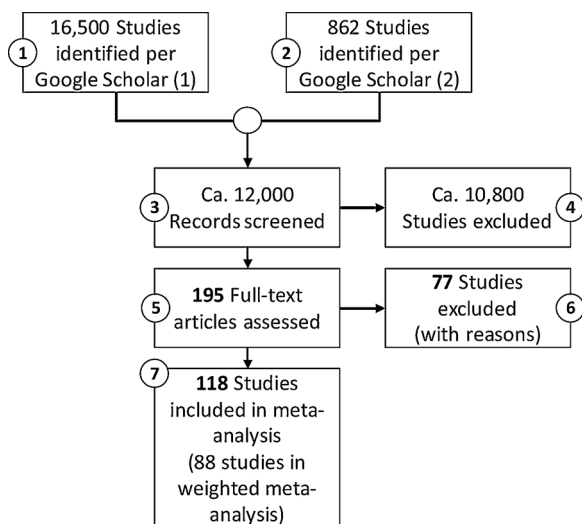 1
16,500 Studies
identified per
Google Scholar (1)
2
862 Studies
identified per
Google Scholar (2)
3
Ca. 12,000
Records screened
Ca. 10,800
Studies excluded
4
5
195 Full-text
articles assessed
77 Studies
excluded
(with reasons)
6
7
118 Studies
included in meta-
analysis
(88 studies in
weighted meta-
analysis)